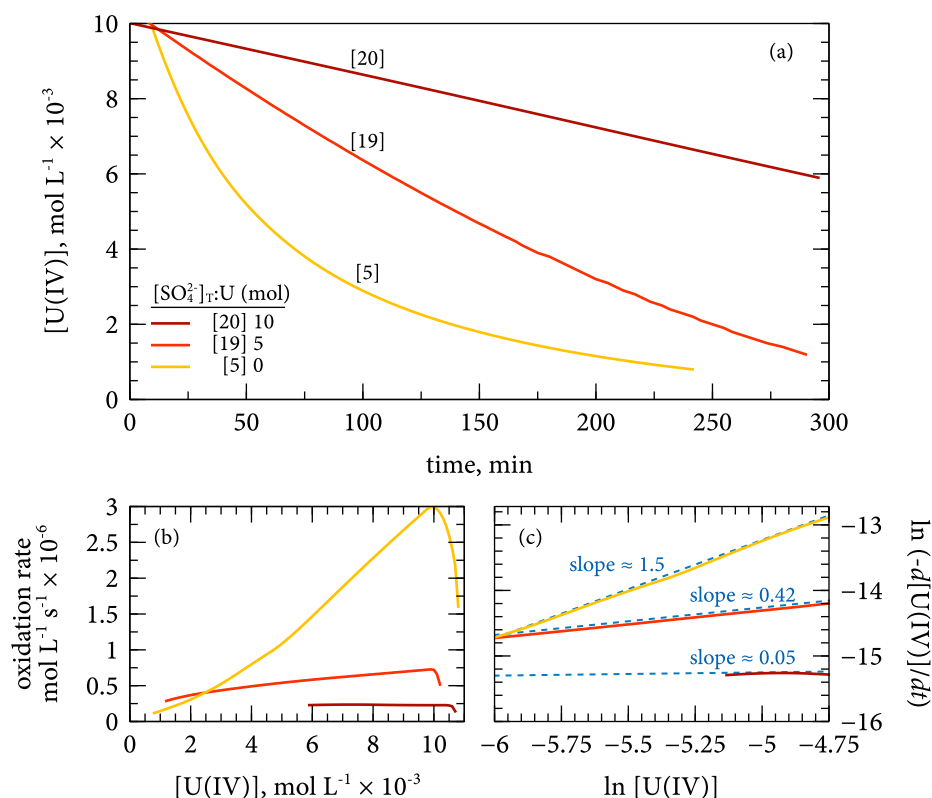 (a)
[20]
[19]
[5]
[U(IV)], mol L⁻¹ × 10⁻³
10
8
6
4
2
0
[SO₄²⁻]_T:U (mol)
[20] 10
[19] 5
[5] 0
0 50 100 150 200 250 300
time, min
(b)
oxidation rate
mol L⁻¹ s⁻¹ × 10⁻⁶
3
2.5
2
1.5
1
0.5
0
0 2 4 6 8 10
[U(IV)], mol L⁻¹ × 10⁻³
(c)
slope ≈ 1.5
slope ≈ 0.42
slope ≈ 0.05
−13
−14
−15
−16
ln (-d[U(IV)]/dt)
−6 −5.75 −5.5 −5.25 −5 −4.75
ln [U(IV)]